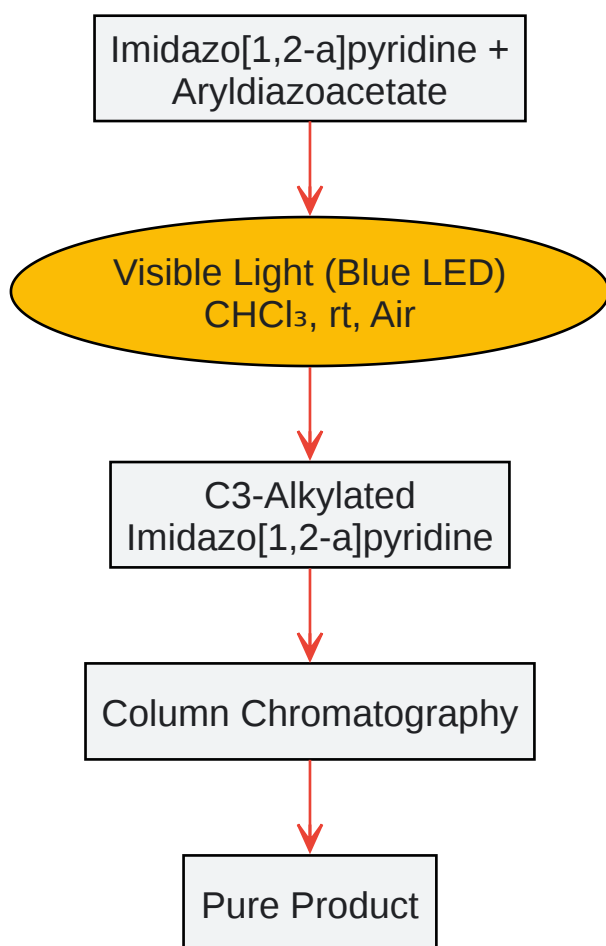 Imidazo[1,2-a]pyridine +
Aryldiazoacetate
Visible Light (Blue LED)
CHCl₃, rt, Air
C3-Alkylated
Imidazo[1,2-a]pyridine
Column Chromatography
Pure Product